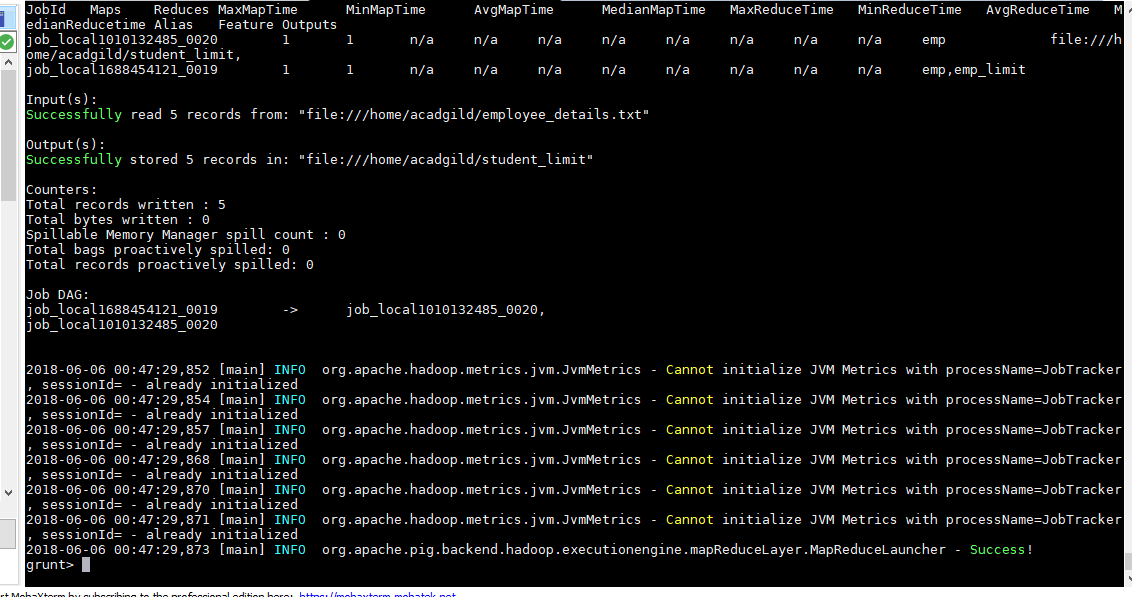 JobId Maps Reduces MaxMapTime MinMapTime AvgMapTime MedianMapTime MaxReduceTime MinReduceTime AvgReduceTime M
edianReducetime Alias Feature Outputs
job_local1010132485_0020 1 1 n/a n/a n/a n/a n/a n/a n/a n/a emp file:///h
ome/acadgild/student_limit,
job_local1688454121_0019 1 1 n/a n/a n/a n/a n/a n/a n/a n/a emp,emp_limit
Input(s):
Successfully read 5 records from: "file:///home/acadgild/employee_details.txt"
Output(s):
Successfully stored 5 records in: "file:///home/acadgild/student_limit"
Counters:
Total records written : 5
Total bytes written : 0
Spillable Memory Manager spill count : 0
Total bags proactively spilled: 0
Total records proactively spilled: 0
Job DAG:
job_local1688454121_0019 -> job_local1010132485_0020,
job_local1010132485_0020
2018-06-06 00:47:29,852 [main] INFO org.apache.hadoop.metrics.jvm.JvmMetrics - Cannot initialize JVM Metrics with processName=JobTracker
, sessionId= - already initialized
2018-06-06 00:47:29,854 [main] INFO org.apache.hadoop.metrics.jvm.JvmMetrics - Cannot initialize JVM Metrics with processName=JobTracker
, sessionId= - already initialized
2018-06-06 00:47:29,857 [main] INFO org.apache.hadoop.metrics.jvm.JvmMetrics - Cannot initialize JVM Metrics with processName=JobTracker
, sessionId= - already initialized
2018-06-06 00:47:29,868 [main] INFO org.apache.hadoop.metrics.jvm.JvmMetrics - Cannot initialize JVM Metrics with processName=JobTracker
, sessionId= - already initialized
2018-06-06 00:47:29,870 [main] INFO org.apache.hadoop.metrics.jvm.JvmMetrics - Cannot initialize JVM Metrics with processName=JobTracker
, sessionId= - already initialized
2018-06-06 00:47:29,871 [main] INFO org.apache.hadoop.metrics.jvm.JvmMetrics - Cannot initialize JVM Metrics with processName=JobTracker
, sessionId= - already initialized
2018-06-06 00:47:29,873 [main] INFO org.apache.pig.backend.hadoop.executionengine.mapReduceLayer.MapReduceLauncher - Success!
grunt>
rt MobaXterm by subscribing to the professional edition here: https://mobaxterm.mobatek.net